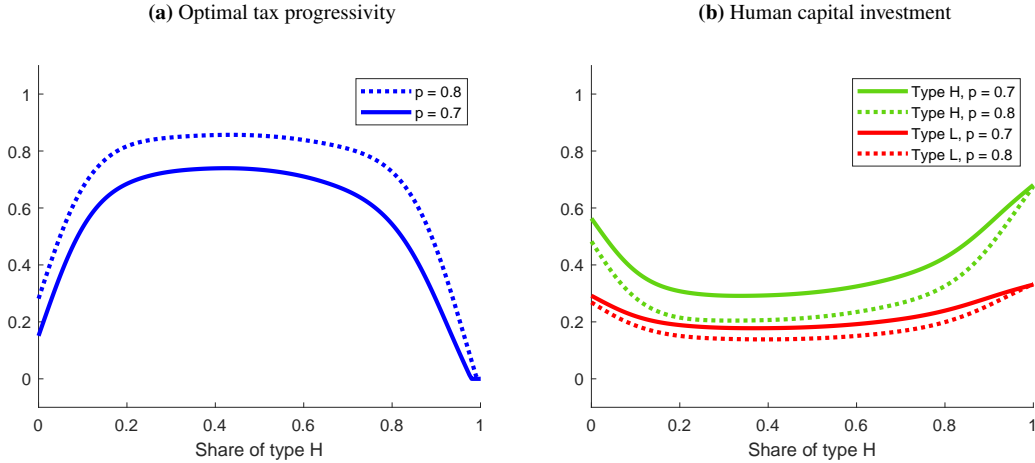 (a) Optimal tax progressivity
p = 0.8
p = 0.7
1
0.8
0.6
0.4
0.2
0
0 0.2 0.4 0.6 0.8 1
Share of type H
(b) Human capital investment
Type H, p = 0.7
Type H, p = 0.8
Type L, p = 0.7
Type L, p = 0.8
1
0.8
0.6
0.4
0.2
0
0 0.2 0.4 0.6 0.8 1
Share of type H